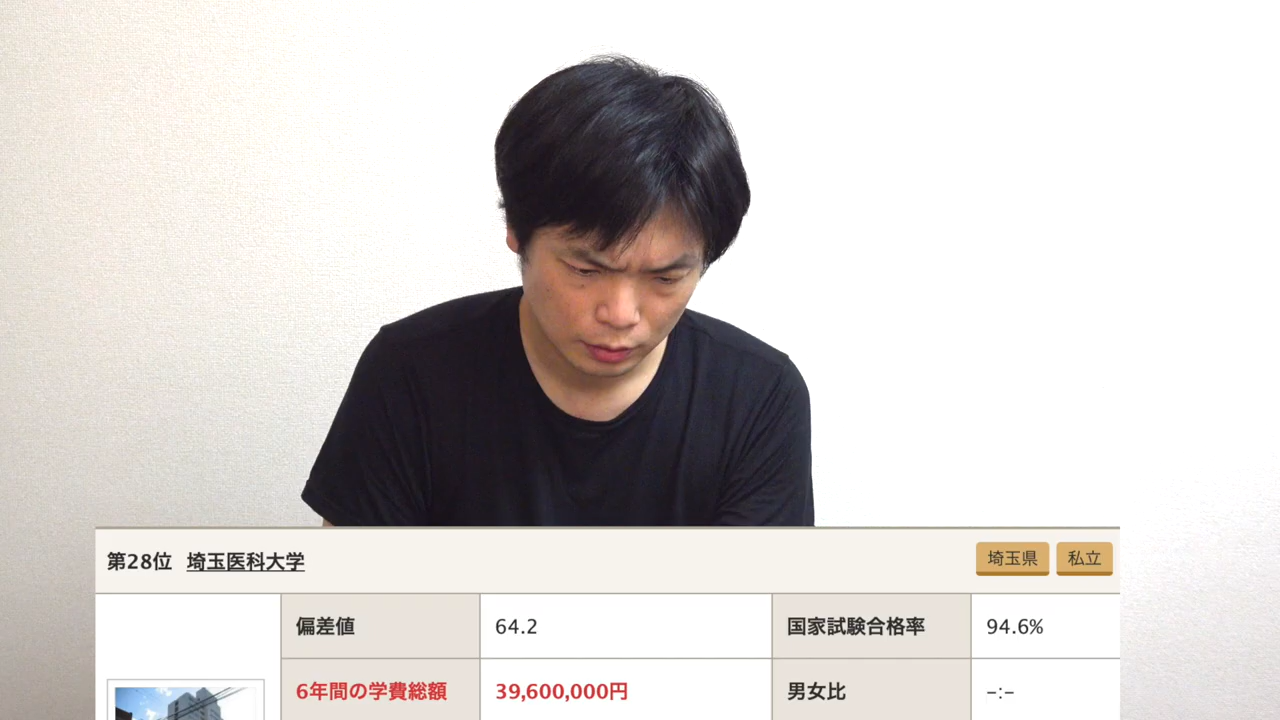 第28位 埼玉医科大学 埼玉県 私立
偏差値 64.2 国家試験合格率 94.6%
6年間の学費総額 39,600,000円 男女比 -:-